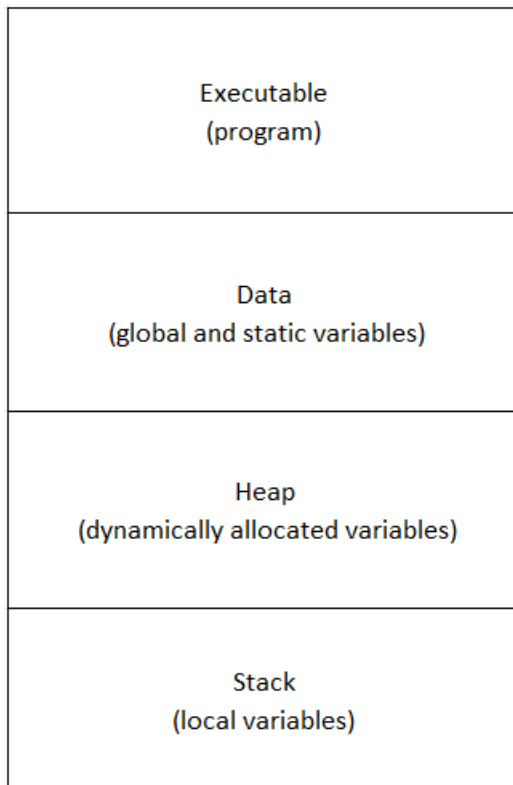 Executable
(program)
Data
(global and static variables)
Heap
(dynamically allocated variables)
Stack
(local variables)